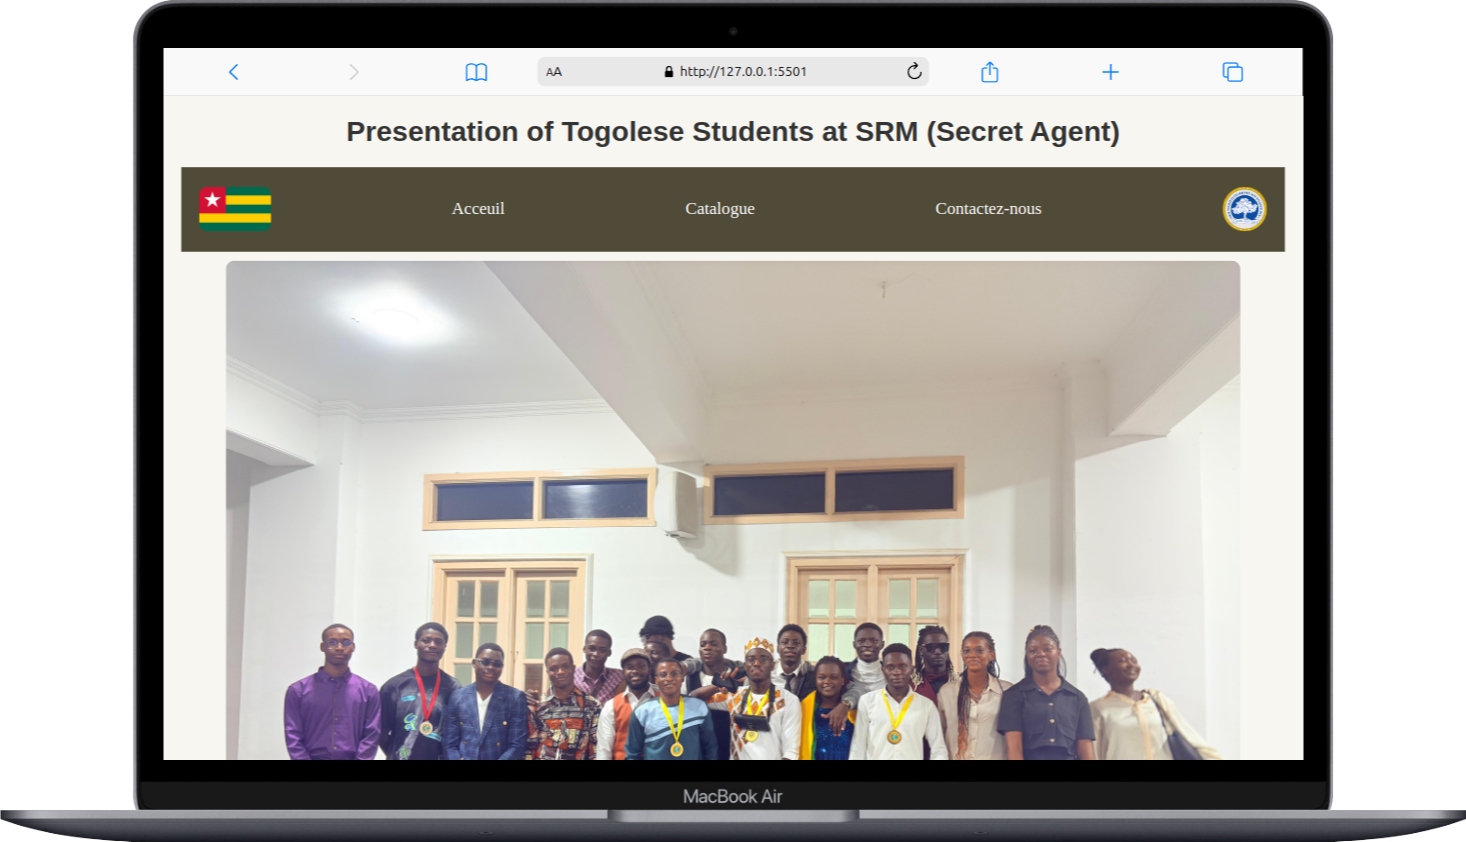 AA
http://127.0.0.1:5501
Presentation of Togolese Students at SRM (Secret Agent)
Acceuil
Catalogue
Contactez-nous
MacBook Air